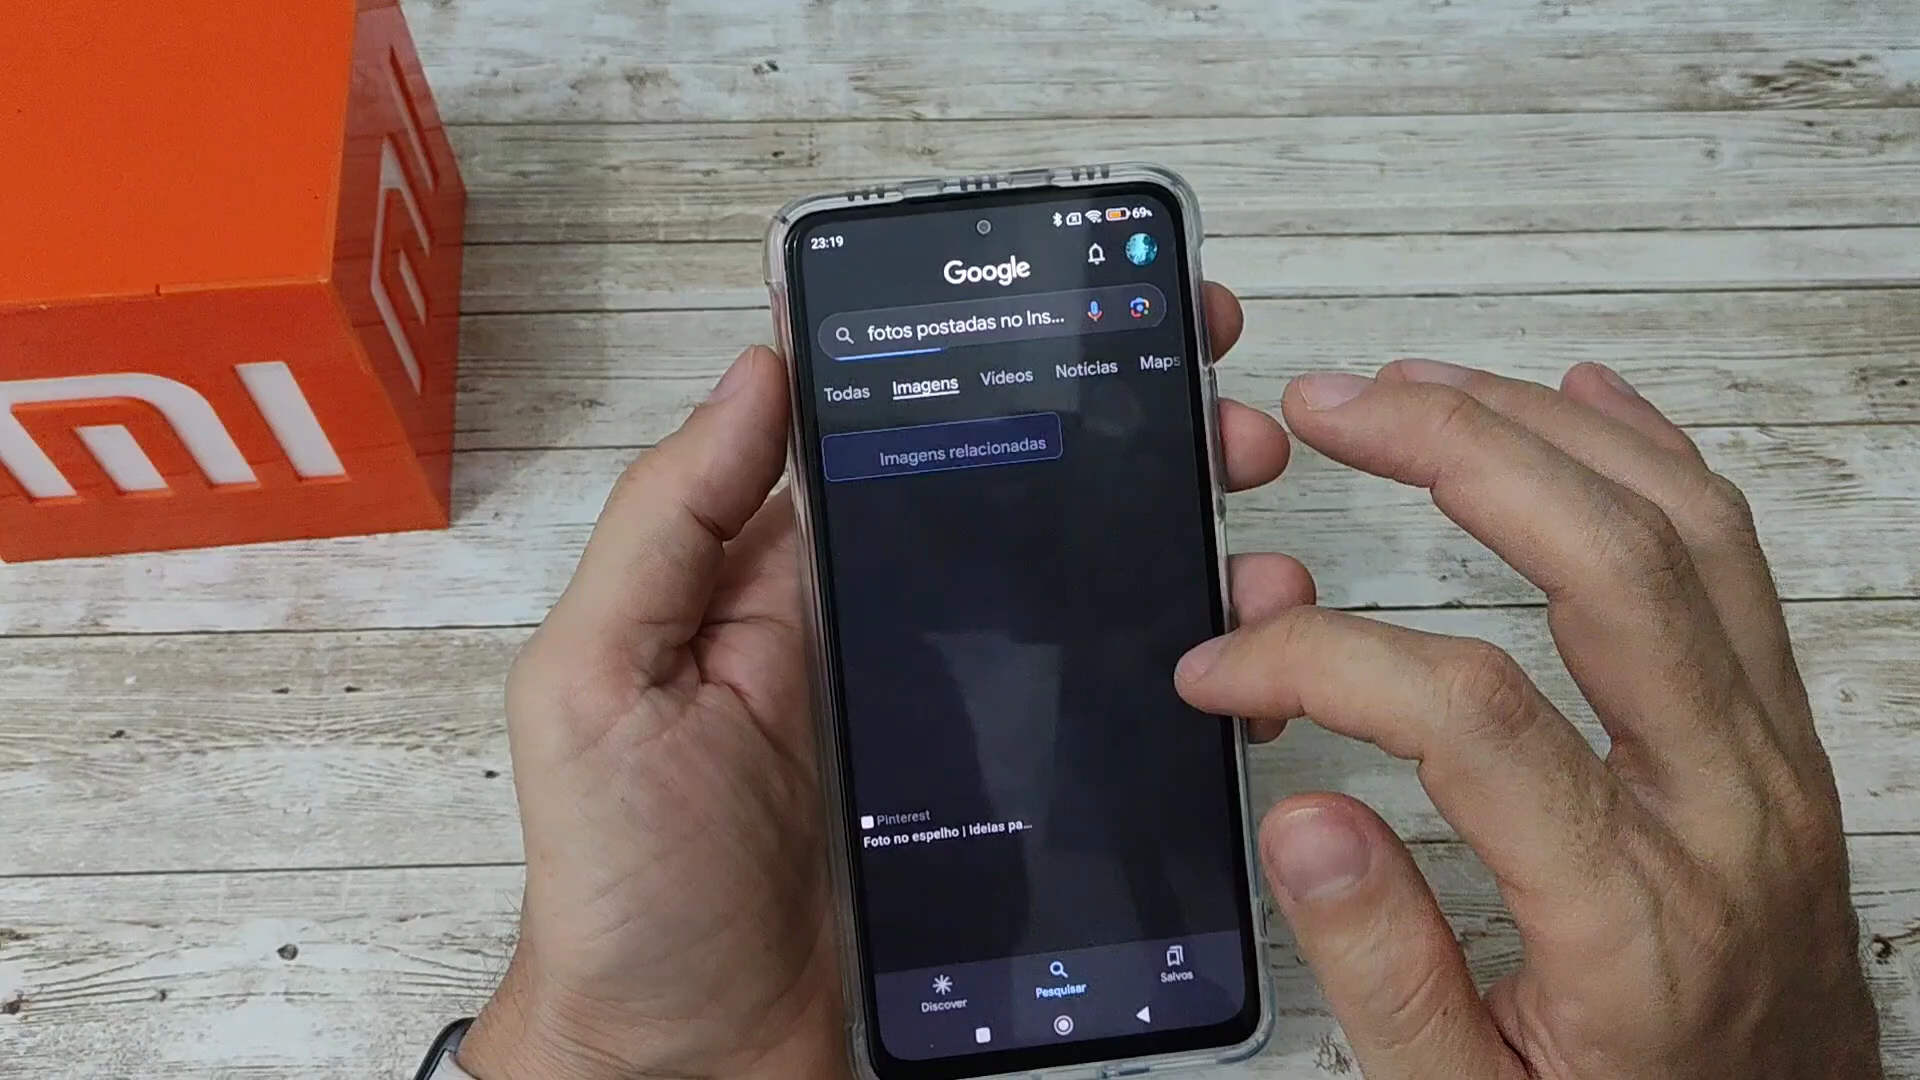 mi
23:19
69%
Google
fotos postadas no Ins...
Todas Imagens Vídeos Notícias Maps
Imagens relacionadas
Pinterest
Foto no espelho | Ideias pa...
Discover
Pesquisar
Salvos